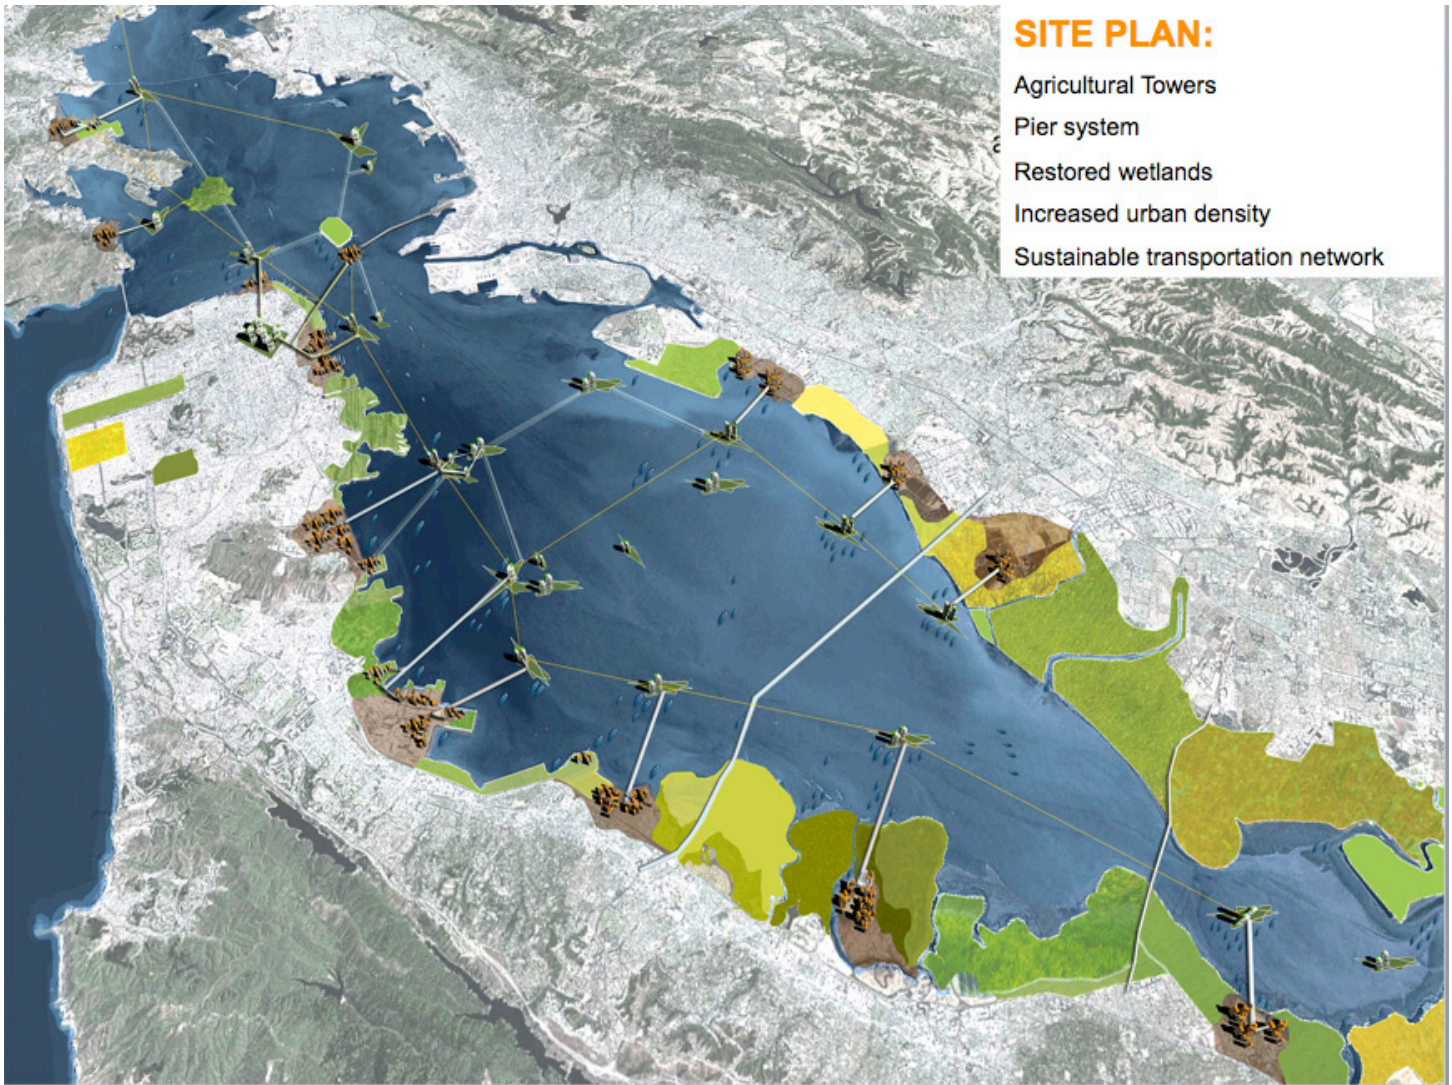 SITE PLAN:
Agricultural Towers
Pier system
Restored wetlands
Increased urban density
Sustainable transportation network